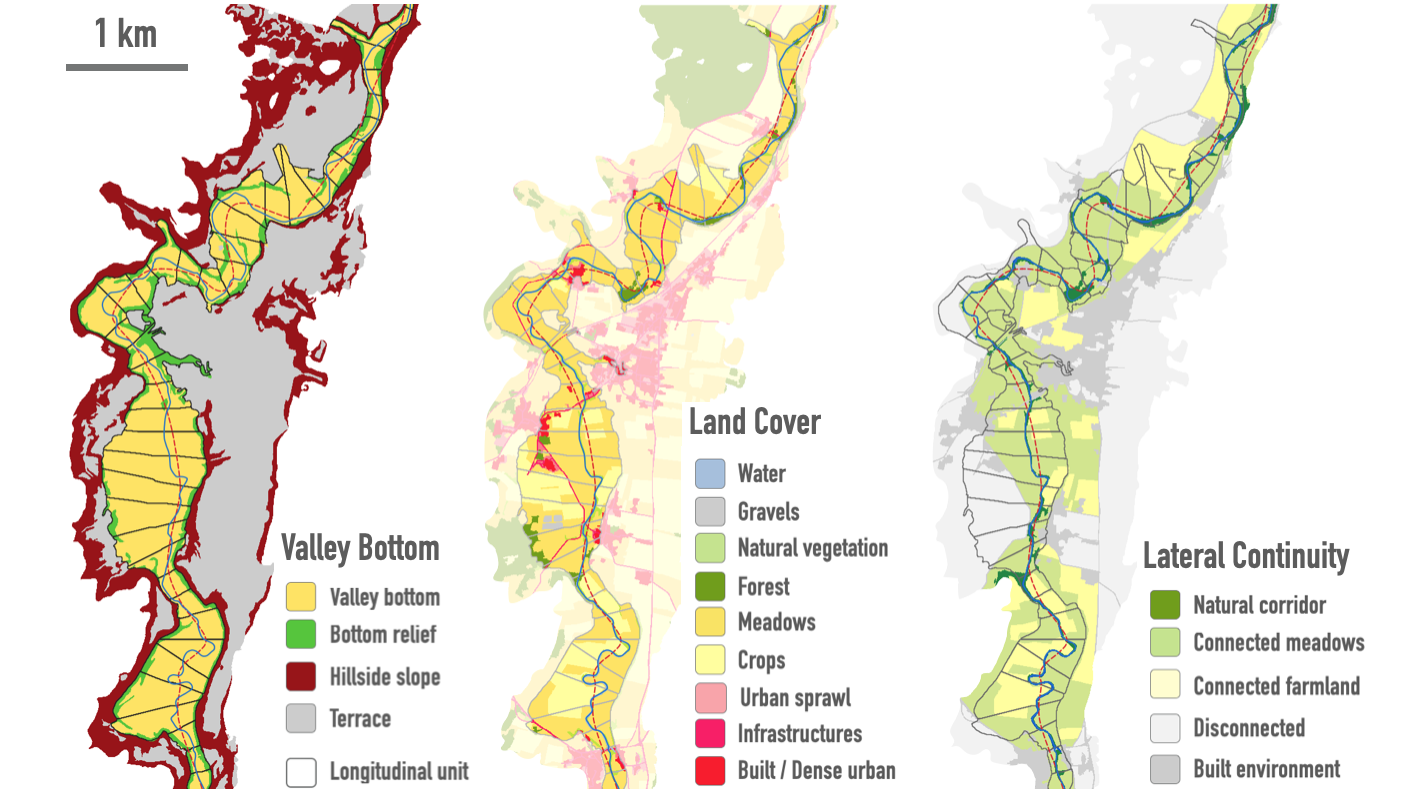 1 km
Valley Bottom
Valley bottom
Bottom relief
Hillside slope
Terrace
Longitudinal unit
Land Cover
Water
Gravels
Natural vegetation
Forest
Meadows
Crops
Urban sprawl
Infrastructures
Built / Dense urban
Lateral Continuity
Natural corridor
Connected meadows
Connected farmland
Disconnected
Built environment